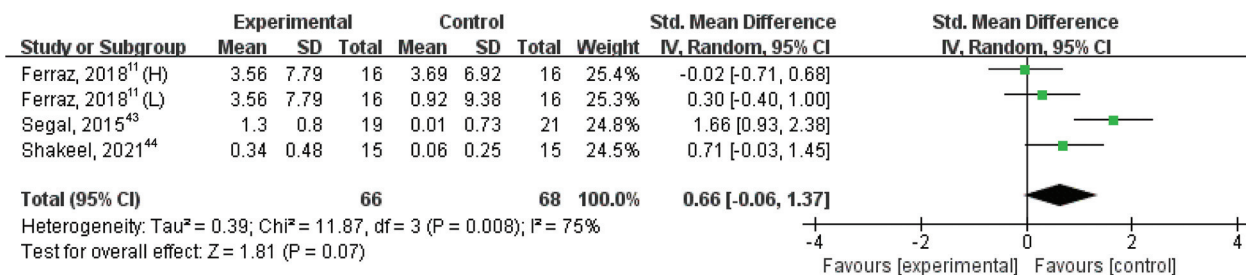 Experimental Control Std. Mean Difference Std. Mean Difference
Study or Subgroup Mean SD Total Mean SD Total Weight IV, Random, 95% CI IV, Random, 95% CI
Ferraz, 2018¹¹ (H) 3.56 7.79 16 3.69 6.92 16 25.4% -0.02 [-0.71, 0.68]
Ferraz, 2018¹¹ (L) 3.56 7.79 16 0.92 9.38 16 25.3% 0.30 [-0.40, 1.00]
Segal, 2015⁴³ 1.3 0.8 19 0.01 0.73 21 24.8% 1.66 [0.93, 2.38]
Shakeel, 2021⁴⁴ 0.34 0.48 15 0.06 0.25 15 24.5% 0.71 [-0.03, 1.45]
Total (95% CI) 66 68 100.0% 0.66 [-0.06, 1.37]
Heterogeneity: Tau² = 0.39; Chi² = 11.87, df = 3 (P = 0.008); I² = 75%
Test for overall effect: Z = 1.81 (P = 0.07)
-4 -2 0 2 4
Favours [experimental] Favours [control]